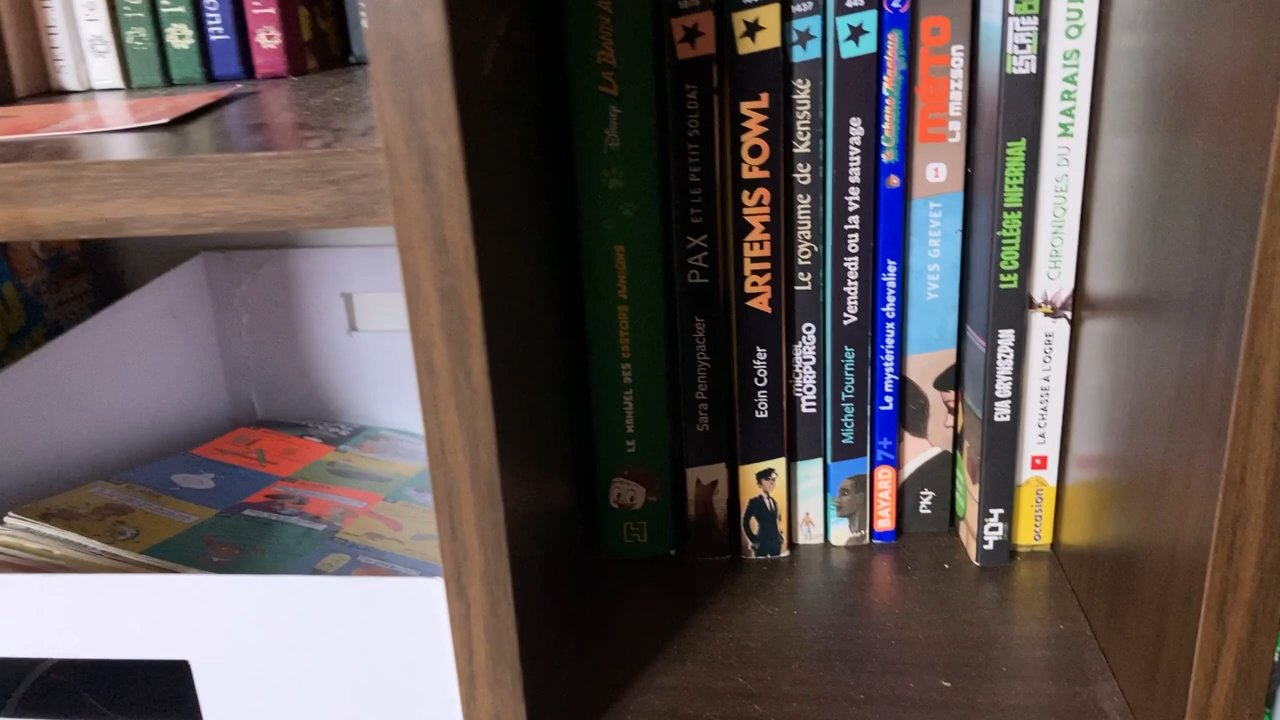 Disney LA BANDE À
LE MANUEL DES CASTORS JUNIORS
H
PAX ET LE PETIT SOLDAT
Sara Pennypacker
ARTEMIS FOWL
Eoin Colfer
1437
Le royaume de Kensuké
michael MORPURGO
445
Vendredi ou la vie sauvage
Michel Tournier
la Cabane Magique
Le mystérieux chevalier
7+
BAYARD
MéTO
La maison
1
YVES GREVET
PKJ.
ESCAPE
LE COLLÈGE INFERNAL
EVA GRYNSZPAN
404
CHRONIQUES DU MARAIS QUI
LA CHASSE À L'OGRE
occasion